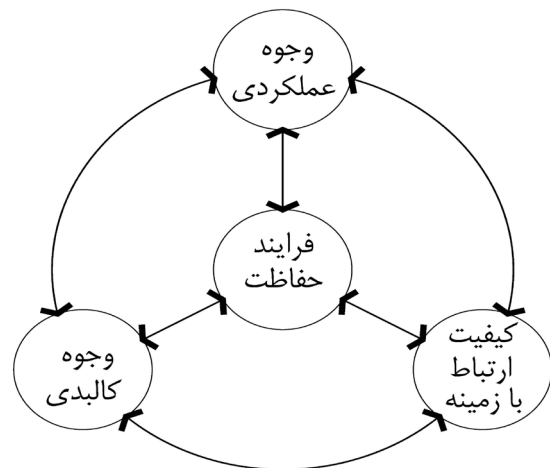 وجوه
عملکردی
فرایند
حفاظت
کیفیت
ارتباط
با زمینه
وجوه
کالبدی